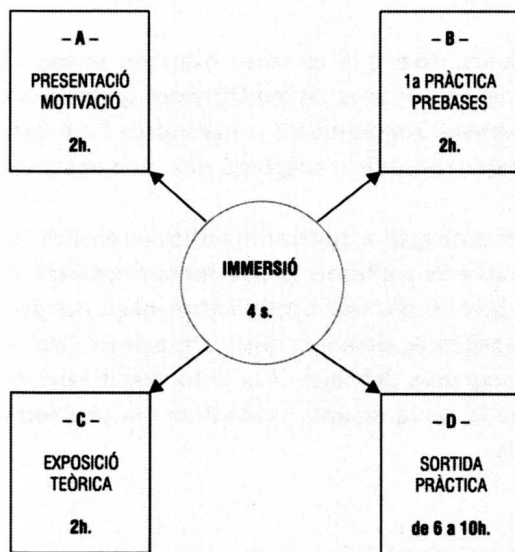 – A –
PRESENTACIÓ
MOTIVACIÓ
2h.
– B –
1a PRÀCTICA
PREBASES
2h.
IMMERSIÓ
4 s.
– C –
EXPOSICIÓ
TEÒRICA
2h.
– D –
SORTIDA
PRÀCTICA
de 6 a 10h.